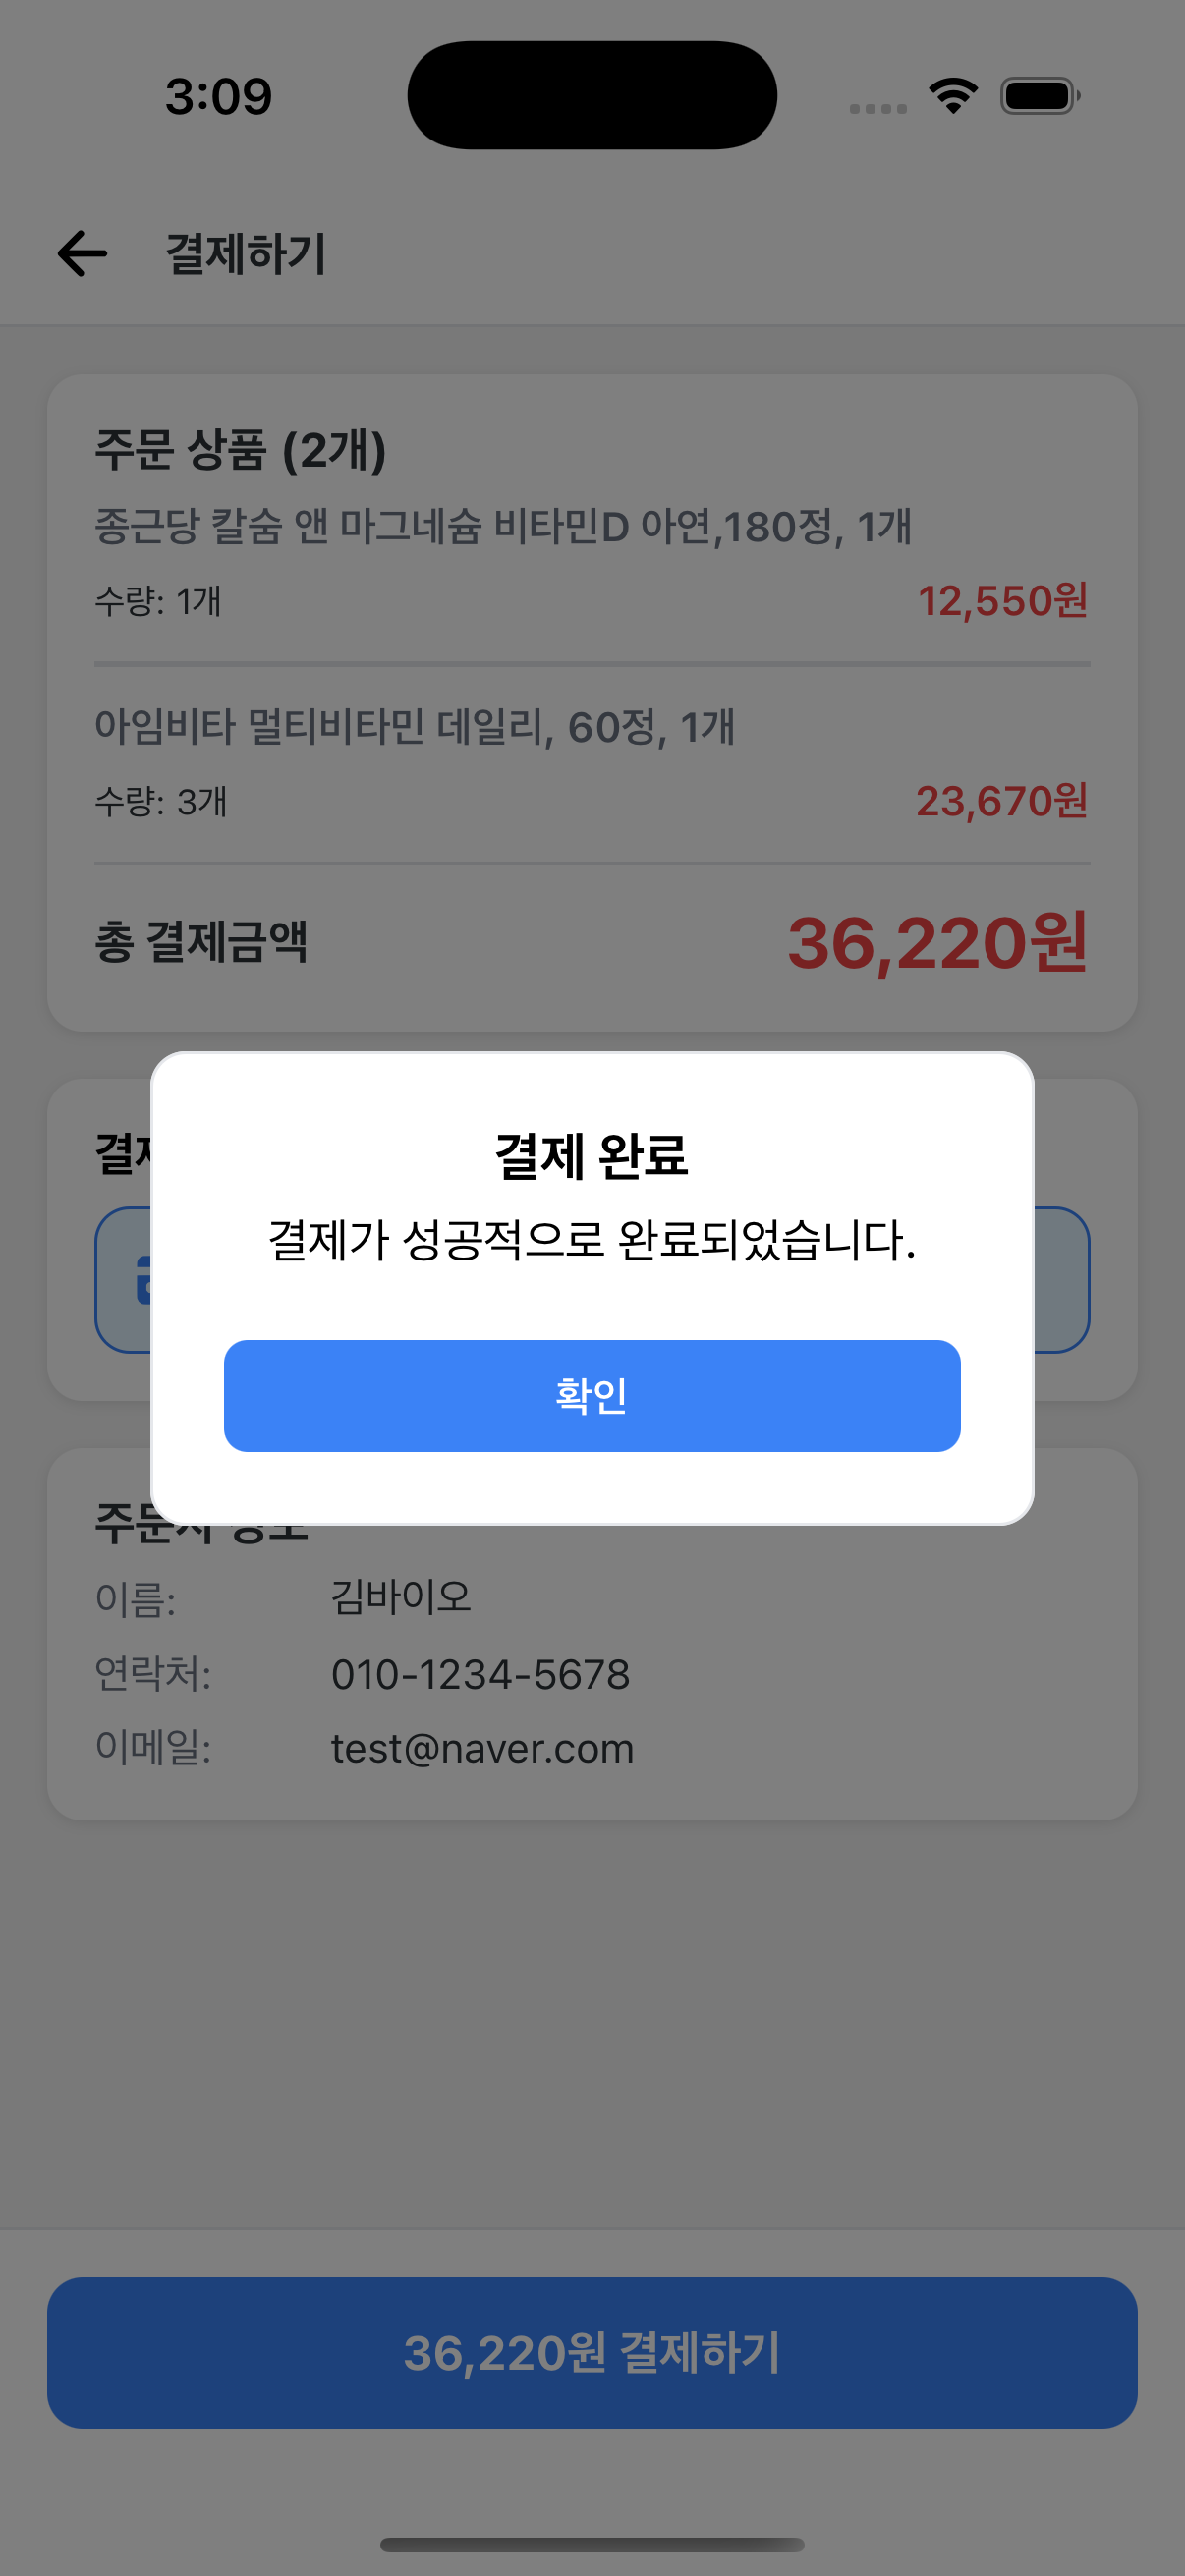 3:09
결제하기
주문 상품 (2개)
종근당 칼슘 앤 마그네슘 비타민D 아연,180정, 1개
수량: 1개
12,550원
아임비타 멀티비타민 데일리, 60정, 1개
수량: 3개
23,670원
총 결제금액
36,220원
결제 완료
결제가 성공적으로 완료되었습니다.
확인
이름:
김바이오
연락처:
010-1234-5678
이메일:
test@naver.com
36,220원 결제하기